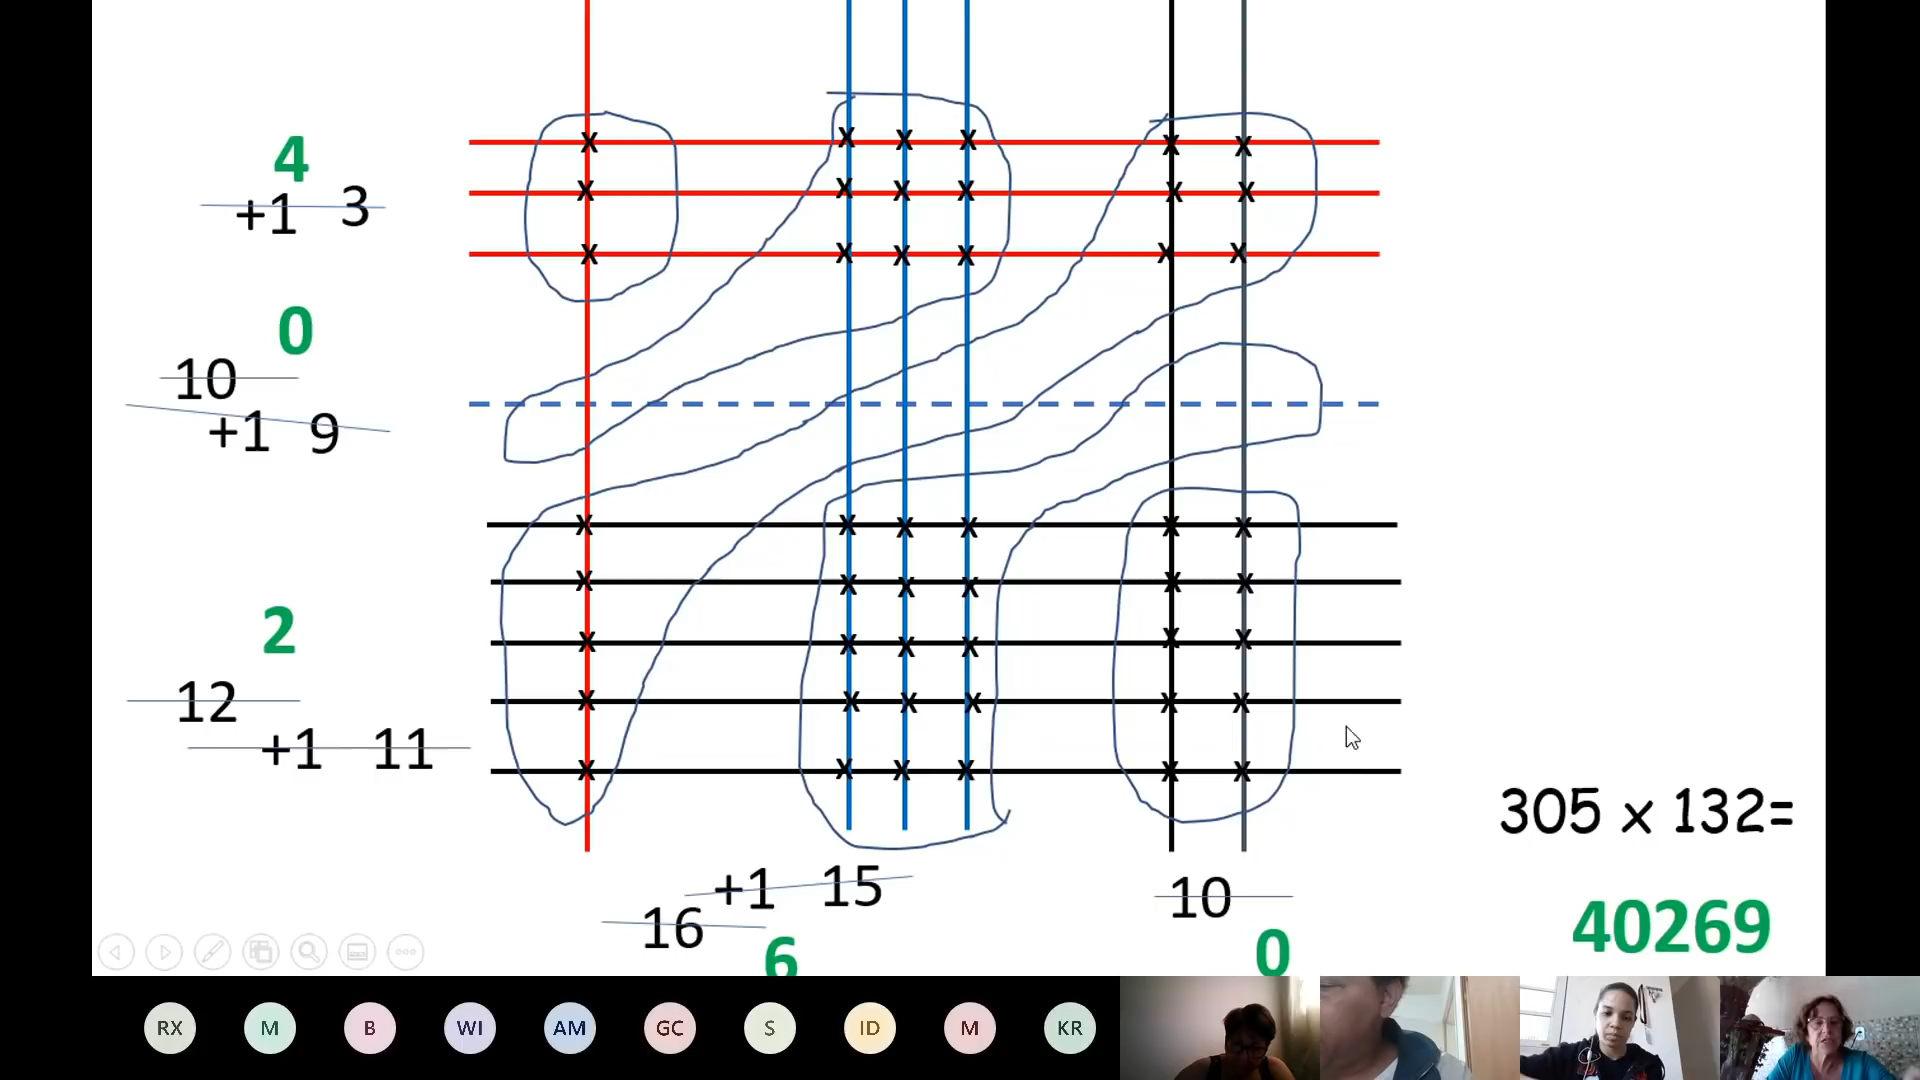 4
+1 3
0
10
+1 9
2
12
+1 11
+1 15
16
6
10
0
305 x 132=
40269
X X X X X X
X X X X X X
X X X X X X
X X X X X X
X X X X X X
X X X X X X
X X X X X X
X X X X X X
RX M B WI AM GC S ID M KR